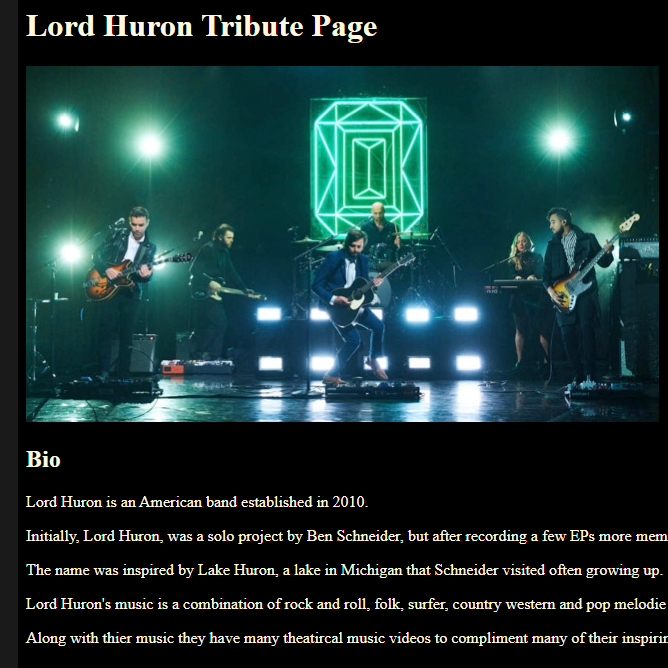 Lord Huron Tribute Page
Bio
Lord Huron is an American band established in 2010.
Initially, Lord Huron, was a solo project by Ben Schneider, but after recording a few EPs more mem
The name was inspired by Lake Huron, a lake in Michigan that Schneider visited often growing up.
Lord Huron's music is a combination of rock and roll, folk, surfer, country western and pop melodie
Along with thier music they have many theatircal music videos to compliment many of their inspirin